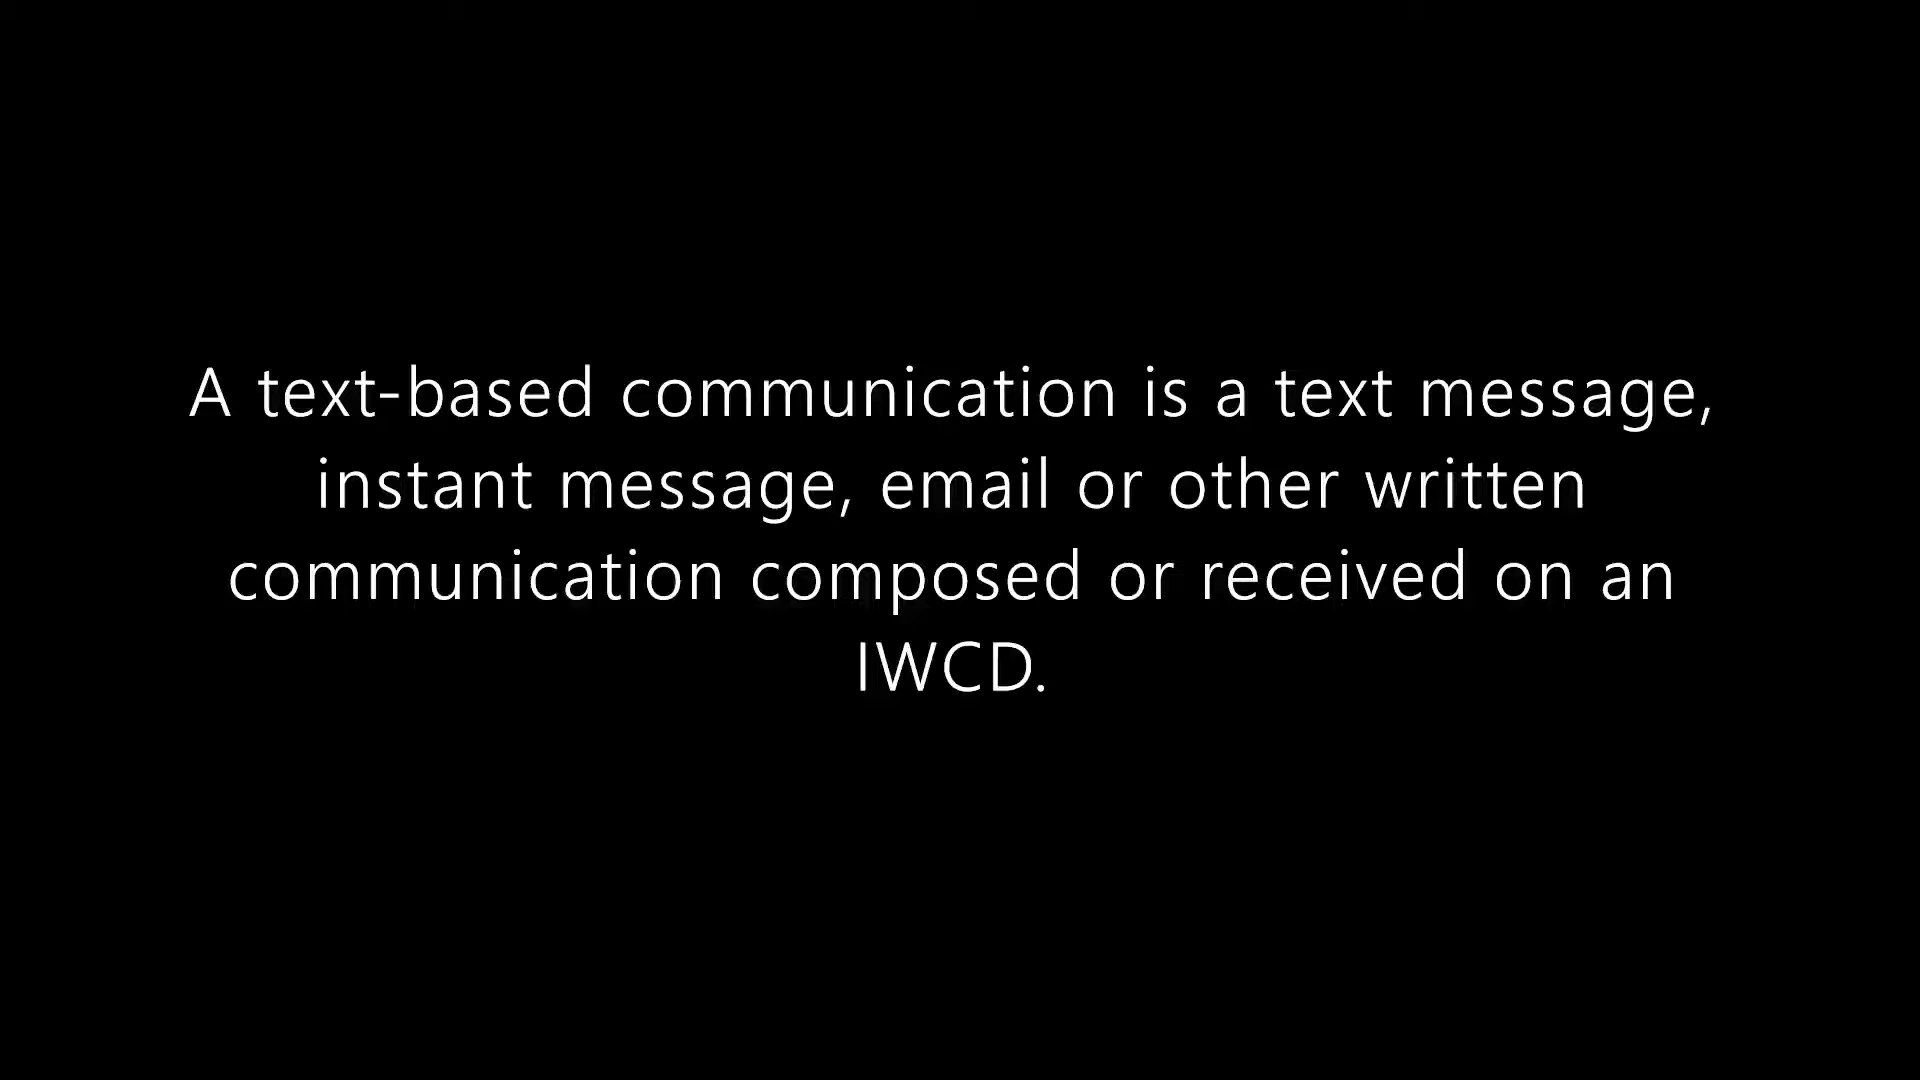 A text-based communication is a text message,
instant message, email or other written
communication composed or received on an
IWCD.